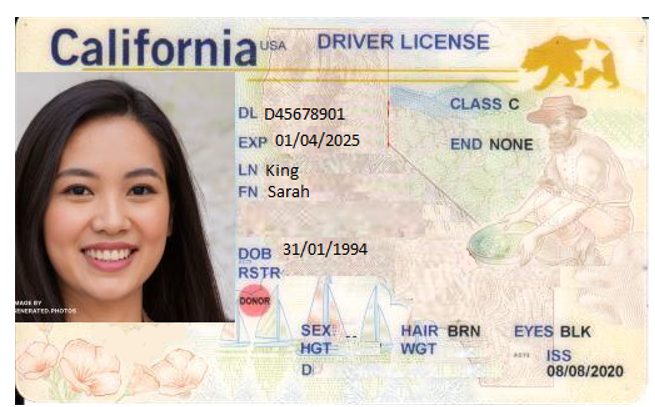 California USA DRIVER LICENSE
DL D45678901 CLASS C
EXP 01/04/2025 END NONE
LN King
FN Sarah
DOB 31/01/1994
RSTR
DONOR
IMAGE BY
GENERATED.PHOTOS
SEX -- HAIR BRN EYES BLK
HGT WGT ISS
D 08/08/2020